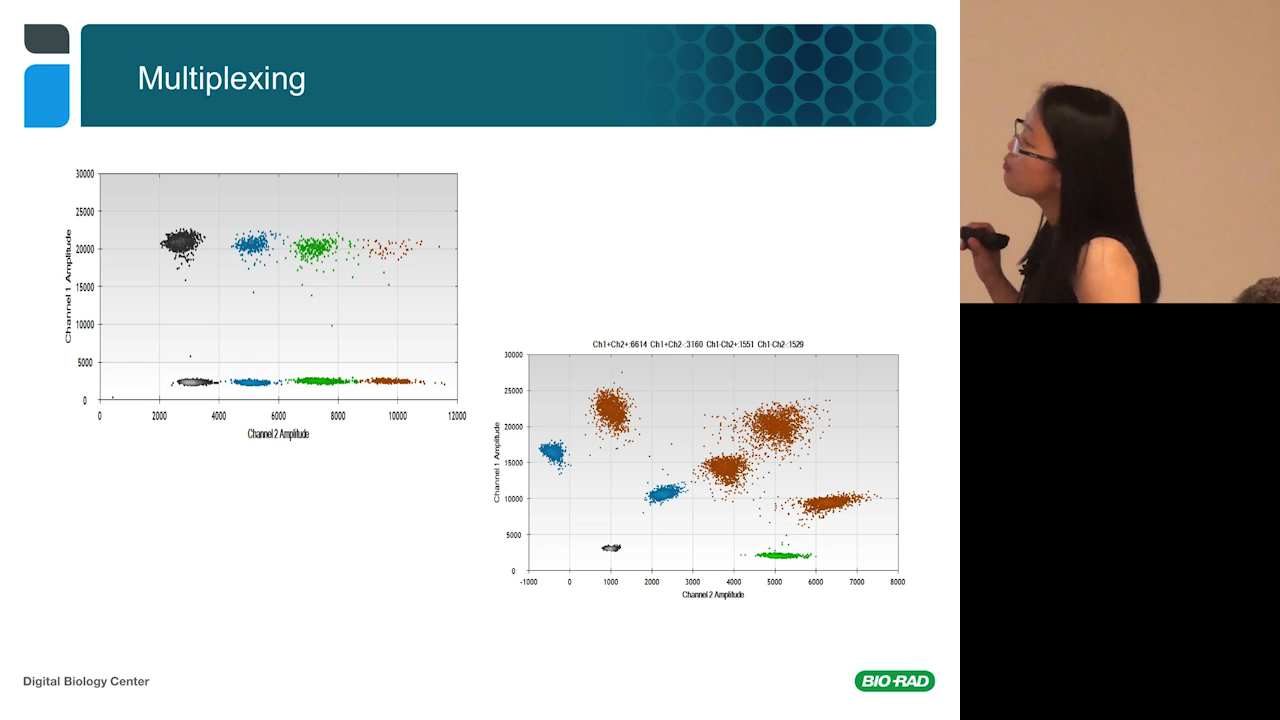 Multiplexing
30000
25000
20000
15000
10000
5000
0
Channel 1 Amplitude
0 2000 4000 6000 8000 10000 12000
Channel 2 Amplitude
Ch1+Ch2+:6614 Ch1+Ch2-:3160 Ch1-Ch2+:1551 Ch1-Ch2-:1529
30000
25000
20000
15000
10000
5000
0
Channel 1 Amplitude
-1000 0 1000 2000 3000 4000 5000 6000 7000 8000
Channel 2 Amplitude
Digital Biology Center
BIO-RAD